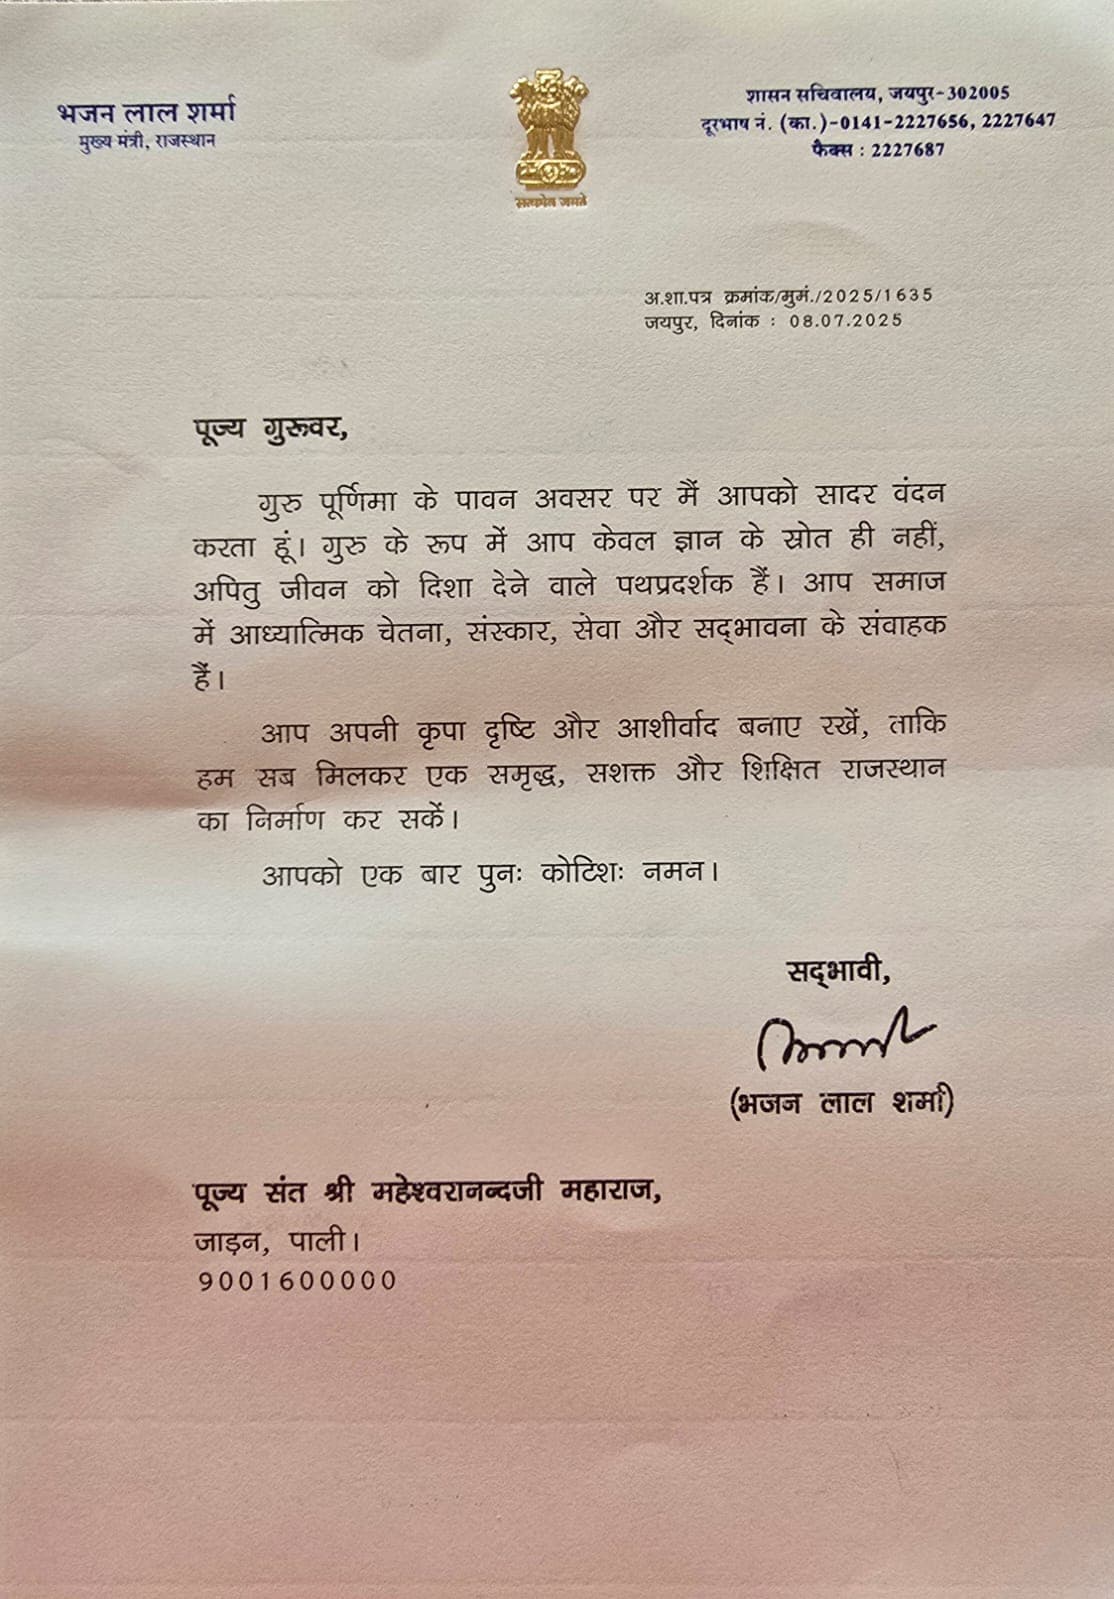 भजन लाल शर्मा
मुख्य मंत्री, राजस्थान
सत्यमेव जयते
शासन सचिवालय, जयपुर-302005
दूरभाष नं. (का.)-0141-2227656, 2227647
फैक्स : 2227687
अ.शा.पत्र क्रमांक/मुमं./2025/1635
जयपुर, दिनांक : 08.07.2025
पूज्य गुरूवर,
गुरु पूर्णिमा के पावन अवसर पर मैं आपको सादर वंदन
करता हूं। गुरु के रूप में आप केवल ज्ञान के स्रोत ही नहीं,
अपितु जीवन को दिशा देने वाले पथप्रदर्शक हैं। आप समाज
में आध्यात्मिक चेतना, संस्कार, सेवा और सद्‌भावना के संवाहक
हैं।
आप अपनी कृपा दृष्टि और आशीर्वाद बनाए रखें, ताकि
हम सब मिलकर एक समृद्ध, सशक्त और शिक्षित राजस्थान
का निर्माण कर सकें।
आपको एक बार पुनः कोटिशः नमन।
सद्‌भावी,
(भजन लाल शर्मा)
पूज्य संत श्री महेश्वरानन्दजी महाराज,
जाड़न, पाली।
9001600000